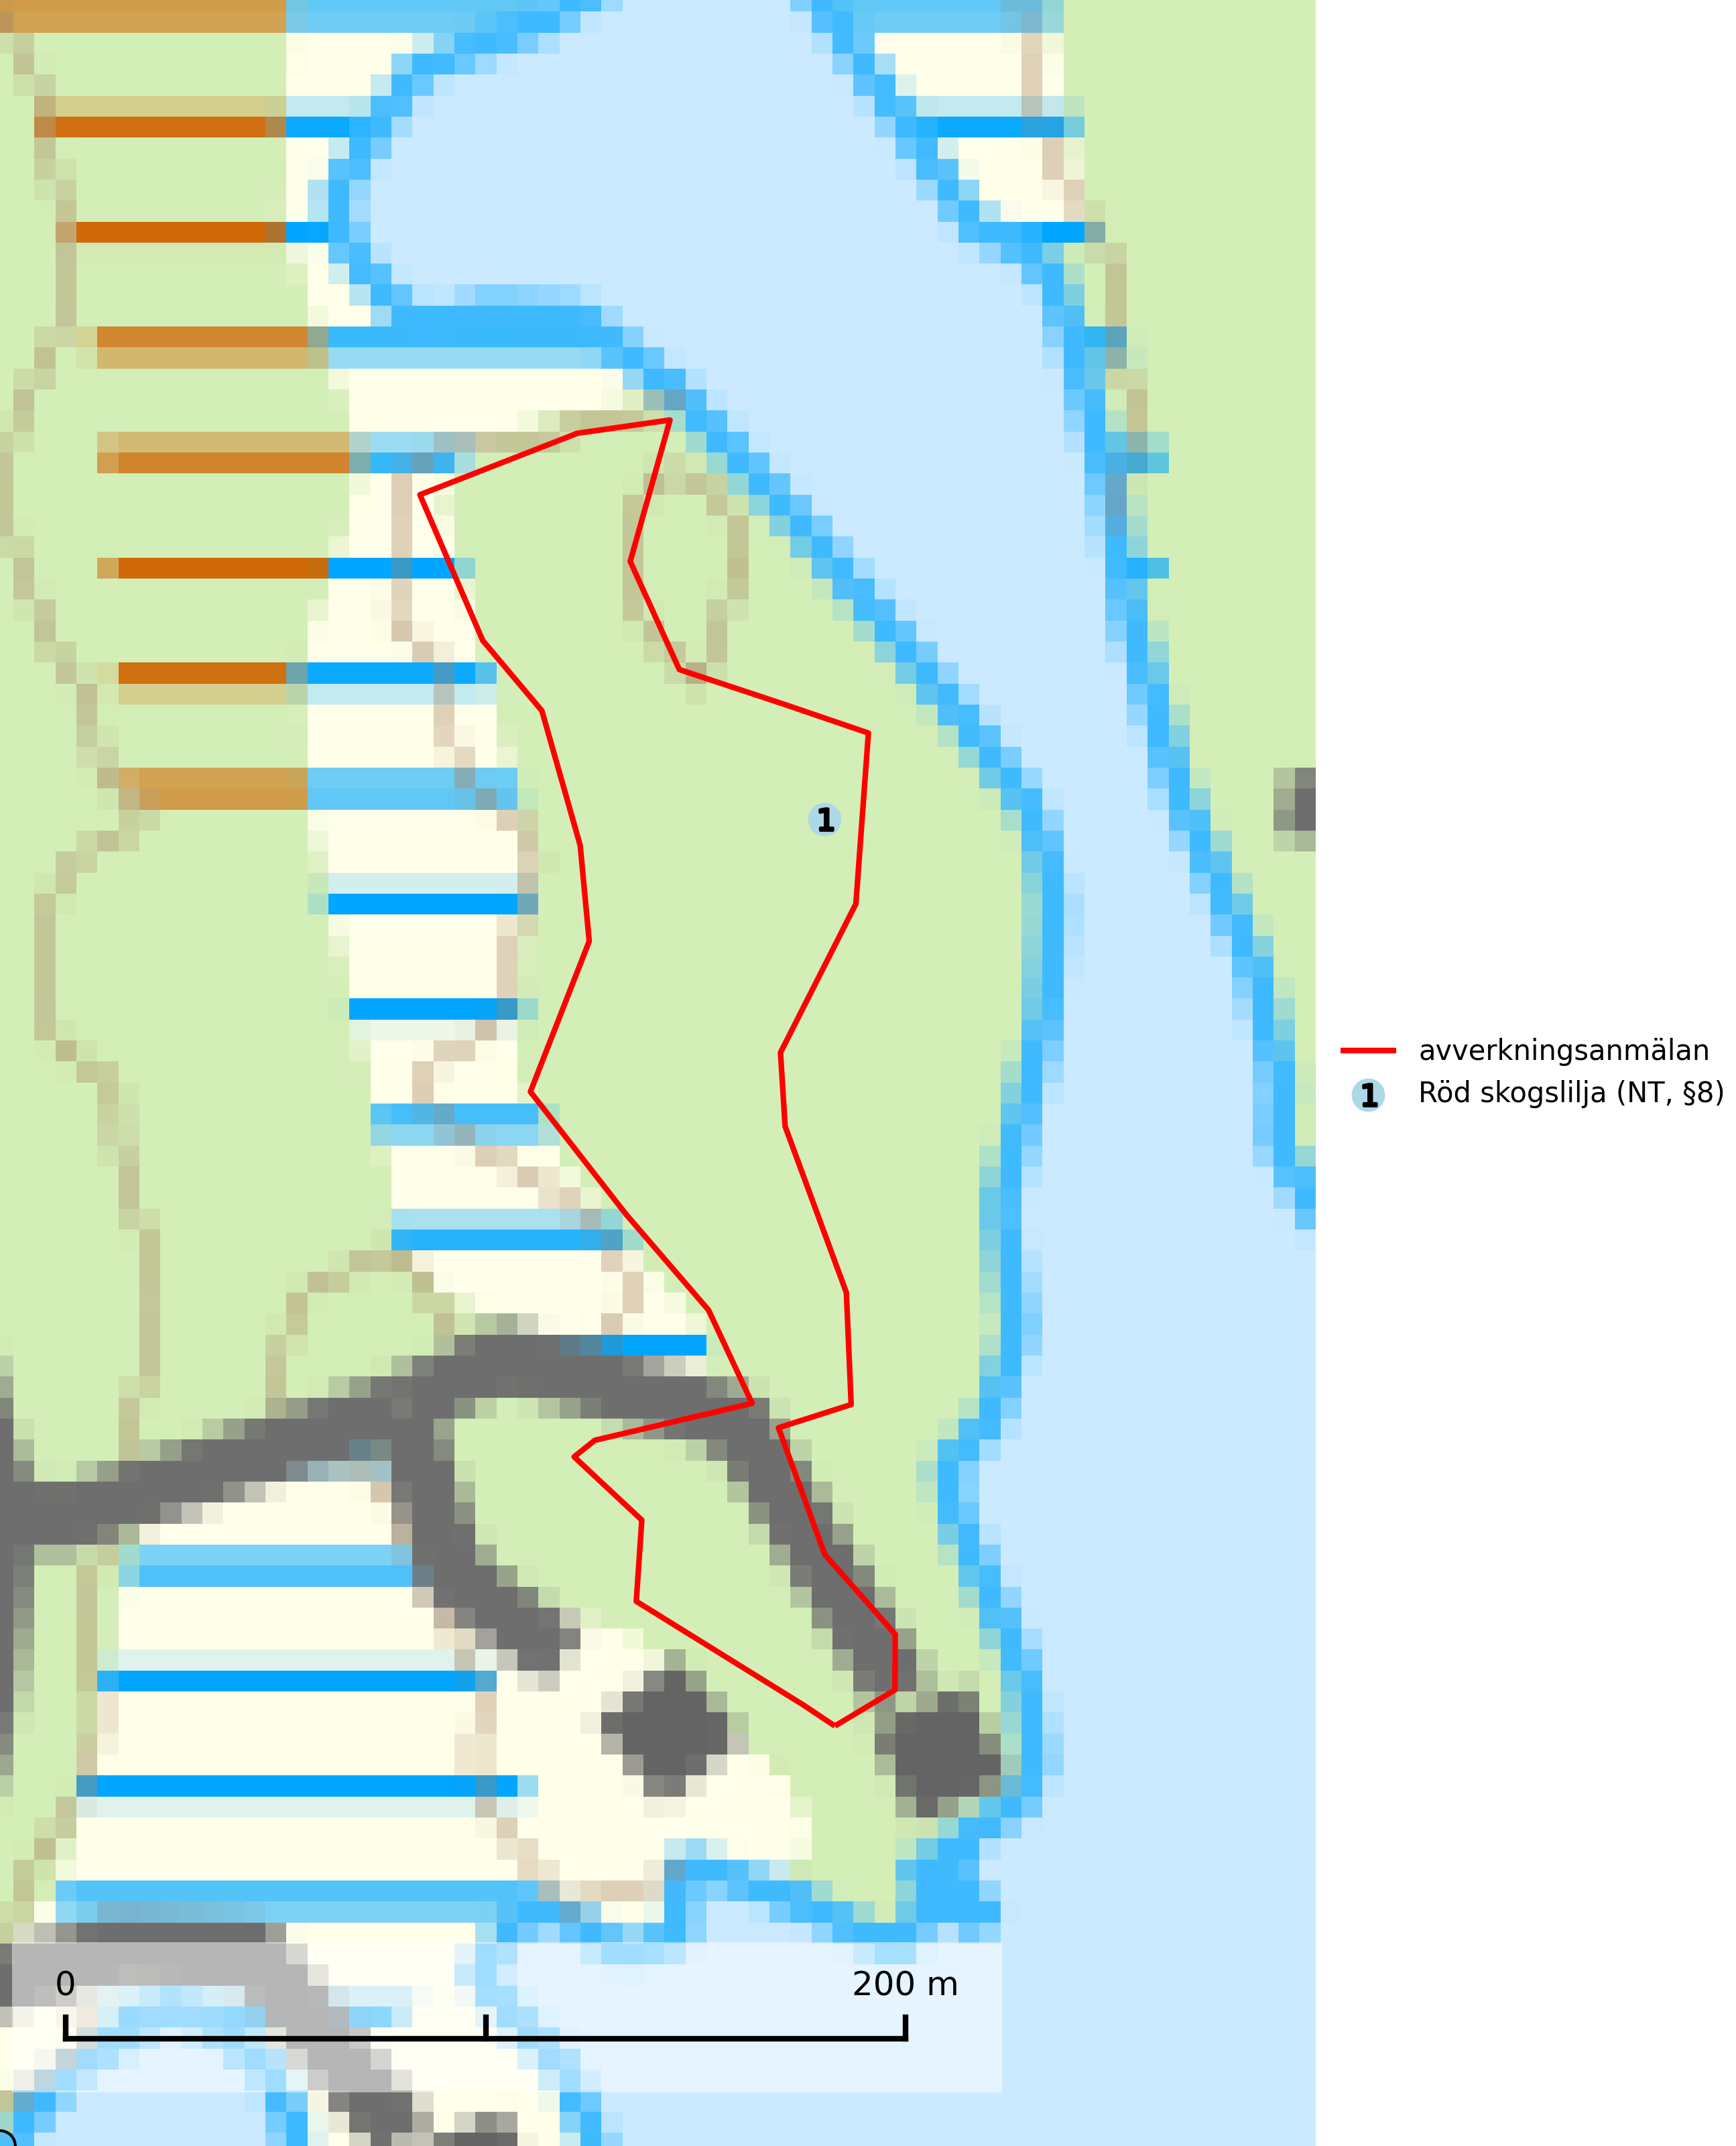 1
avverkningsanmälan
1 Röd skogslilja (NT, §8)
0 200 m